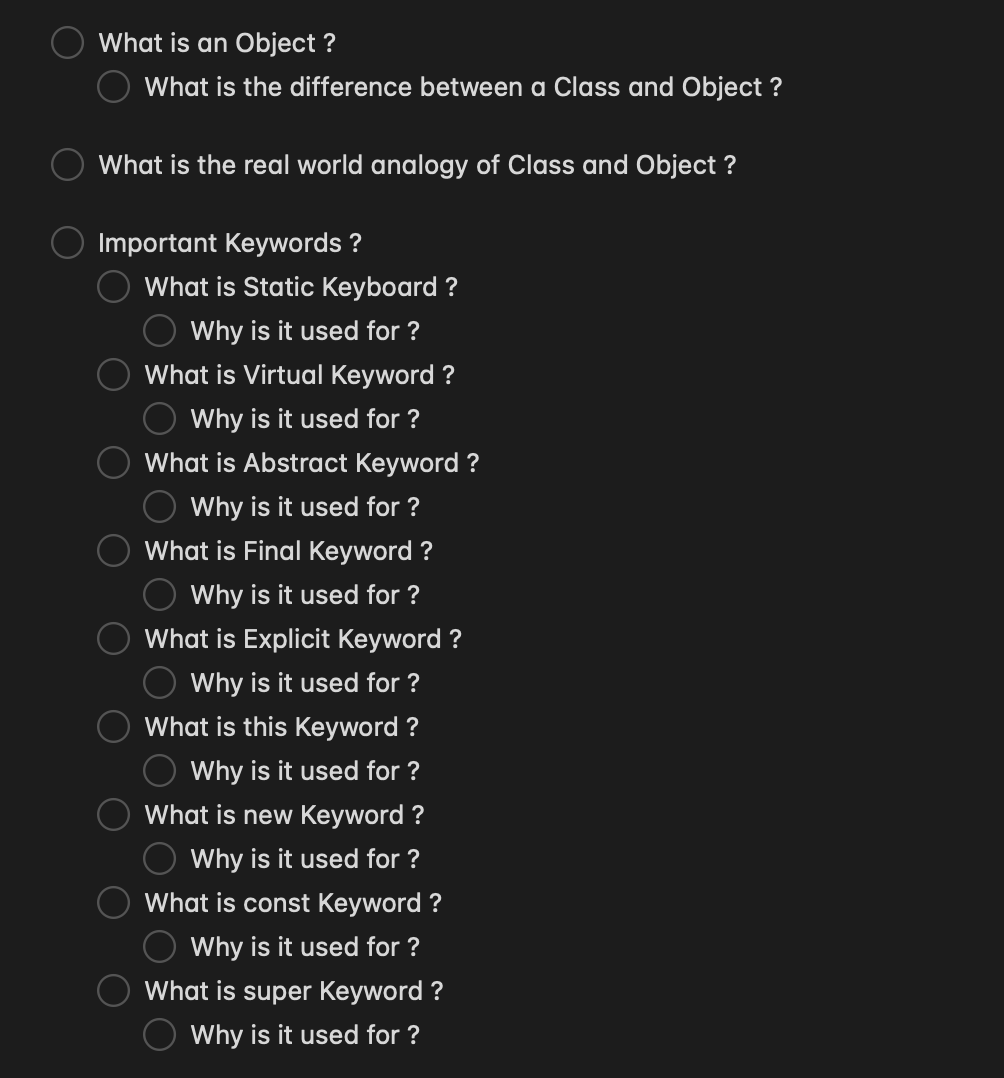 What is an Object ?
What is the difference between a Class and Object ?
What is the real world analogy of Class and Object ?
Important Keywords ?
What is Static Keyboard ?
Why is it used for ?
What is Virtual Keyword ?
Why is it used for ?
What is Abstract Keyword ?
Why is it used for ?
What is Final Keyword ?
Why is it used for ?
What is Explicit Keyword ?
Why is it used for ?
What is this Keyword ?
Why is it used for ?
What is new Keyword ?
Why is it used for ?
What is const Keyword ?
Why is it used for ?
What is super Keyword ?
Why is it used for ?